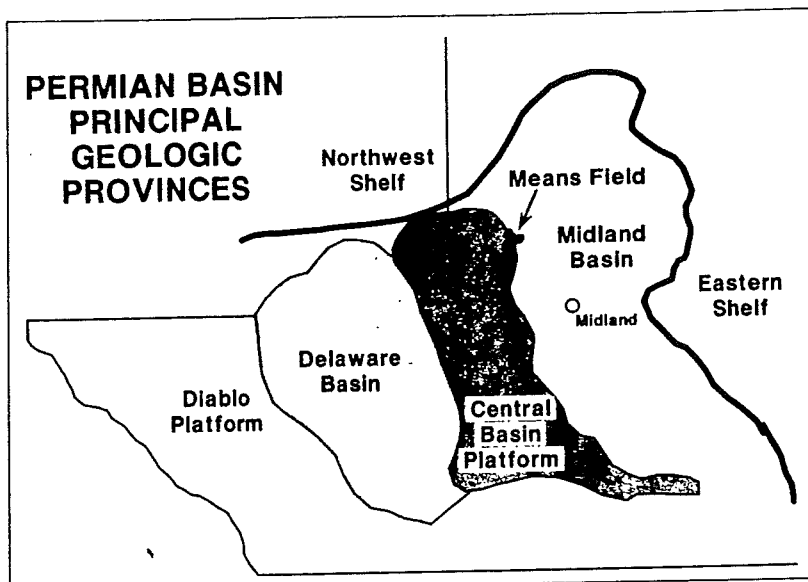 PERMIAN BASIN
PRINCIPAL
GEOLOGIC
PROVINCES
Northwest
Shelf
Means Field
Midland
Basin
Eastern
Shelf
Midland
Delaware
Basin
Diablo
Platform
Central
Basin
Platform